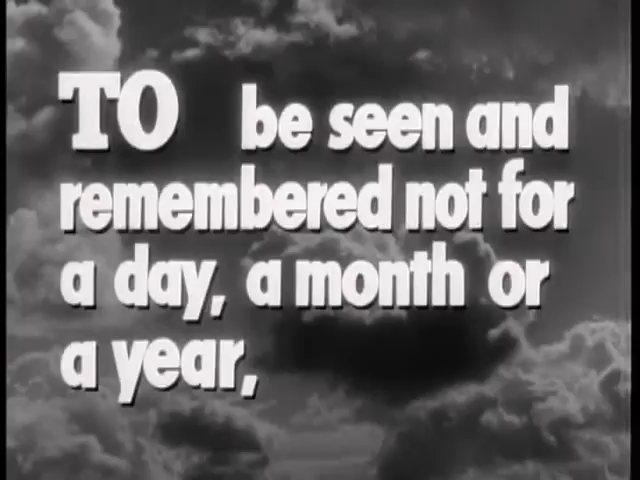 TO be seen and
remembered not for
a day, a month or
a year,